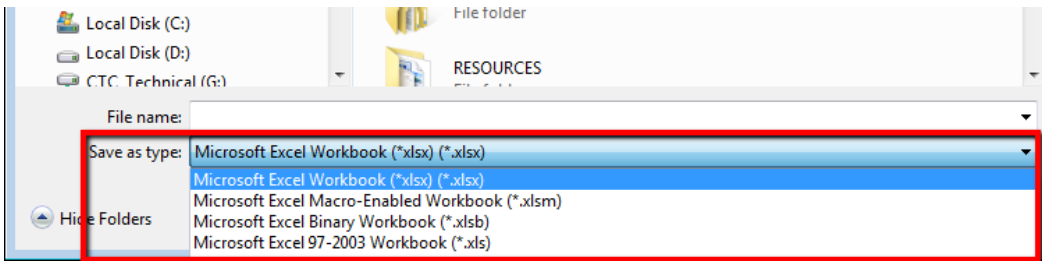 File folder
Local Disk (C:)
Local Disk (D:)
CTC_Technical (G:)
RESOURCES
File name:
Save as type: Microsoft Excel Workbook (*xlsx) (*.xlsx)
Microsoft Excel Workbook (*xlsx) (*.xlsx)
Microsoft Excel Macro-Enabled Workbook (*.xlsm)
Microsoft Excel Binary Workbook (*.xlsb)
Microsoft Excel 97-2003 Workbook (*.xls)
Hide Folders